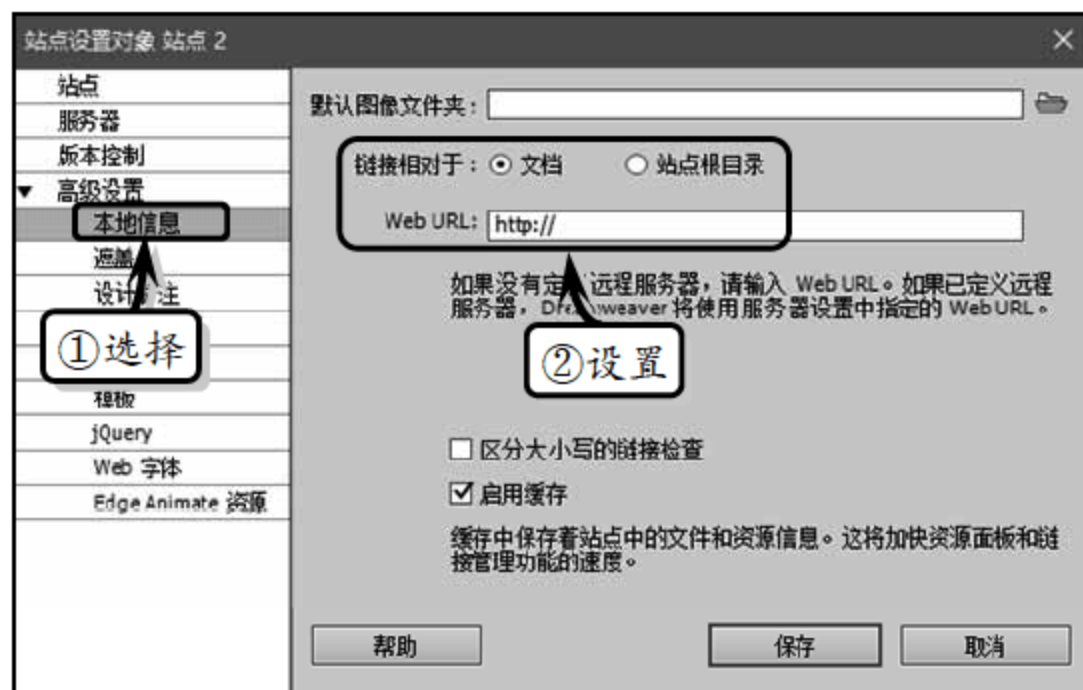 站点设置对象 站点 2
站点
服务器
版本控制
高级设置
本地信息
遮盖
设计 注
①选择
模板
jQuery
Web 字体
Edge Animate 资源
默认图像文件夹：
链接相对于： 文档 站点根目录
Web URL: http://
如果没有定 远程服务器，请输入 Web URL。如果已定义远程
服务器， 将使用服务器设置中指定的 Web URL。
②设置
区分大小写的链接检查
启用缓存
缓存中保存着站点中的文件和资源信息。这将加快资源面板和链
接管理功能的速度。
帮助 保存 取消